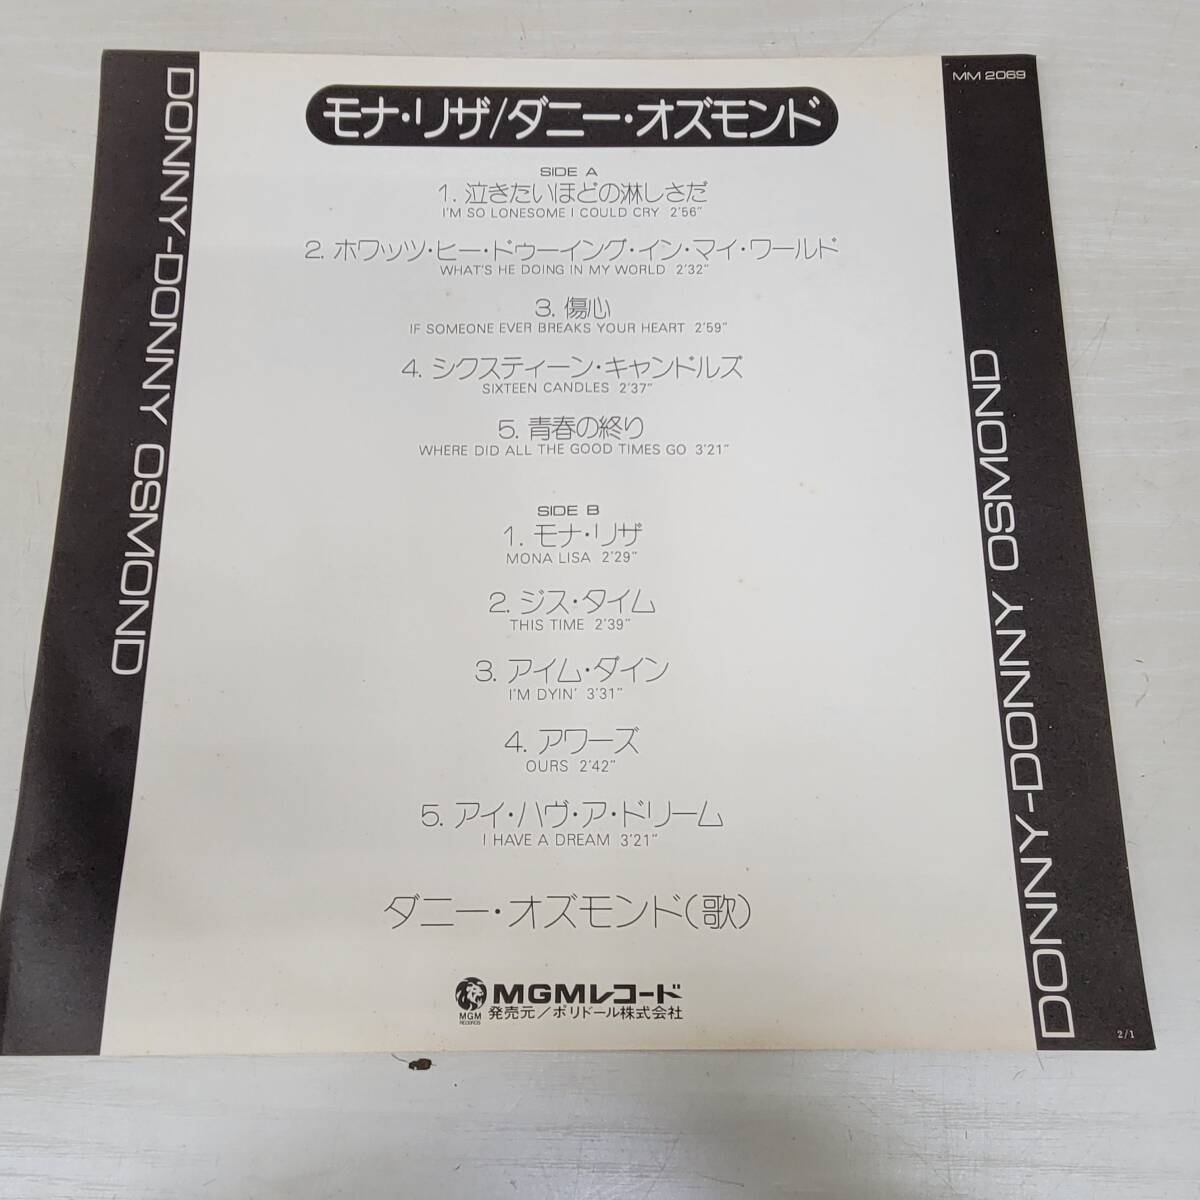 MM 2069
モナ・リザ/ダニー・オズモンド
SIDE A
1. 泣きたいほどの淋しさだ
I'M SO LONESOME I COULD CRY 2'56"
2. ホワッツ・ヒー・ドゥーイング・イン・マイ・ワールド
WHAT'S HE DOING IN MY WORLD 2'32"
3. 傷心
IF SOMEONE EVER BREAKS YOUR HEART 2'59"
4. シクスティーン・キャンドルズ
SIXTEEN CANDLES 2'37"
5. 青春の終り
WHERE DID ALL THE GOOD TIMES GO 3'21"
SIDE B
1. モナ・リザ
MONA LISA 2'29"
2. ジス・タイム
THIS TIME 2'39"
3. アイム・ダイン
I'M DYIN' 3'31"
4. アワーズ
OURS 2'42"
5. アイ・ハヴ・ア・ドリーム
I HAVE A DREAM 3'21"
ダニー・オズモンド(歌)
MGMレコード
MGM
RECORDS
発売元/ポリドール株式会社
DONNY-DONNY OSMOND
DONNY-DONNY OSMOND
2/1